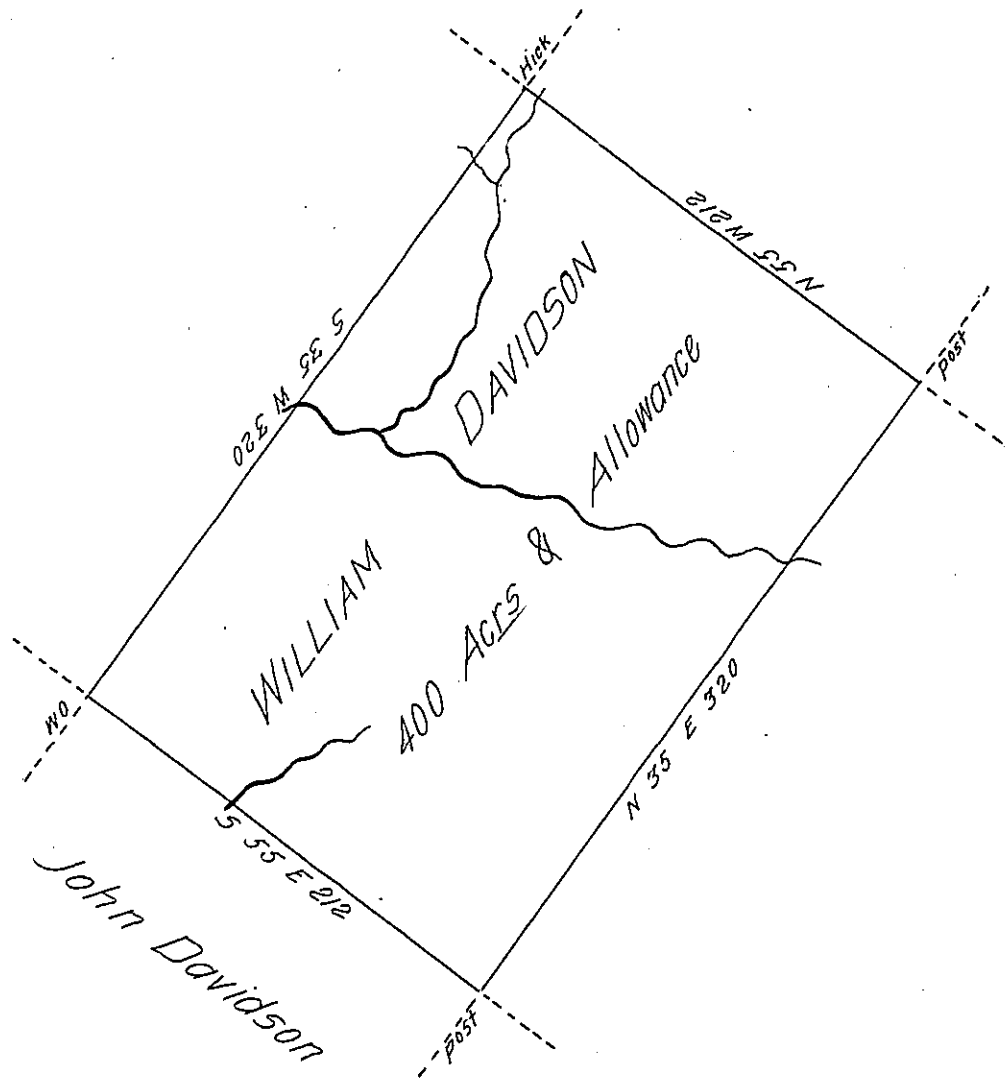 Hick
N 55 W 212
S 35 W 320
DAVIDSON
Allowance
post
WILLIAM
400 Acrs &
WO
N 35 E 320
S 55 E 212
John Davidson
post